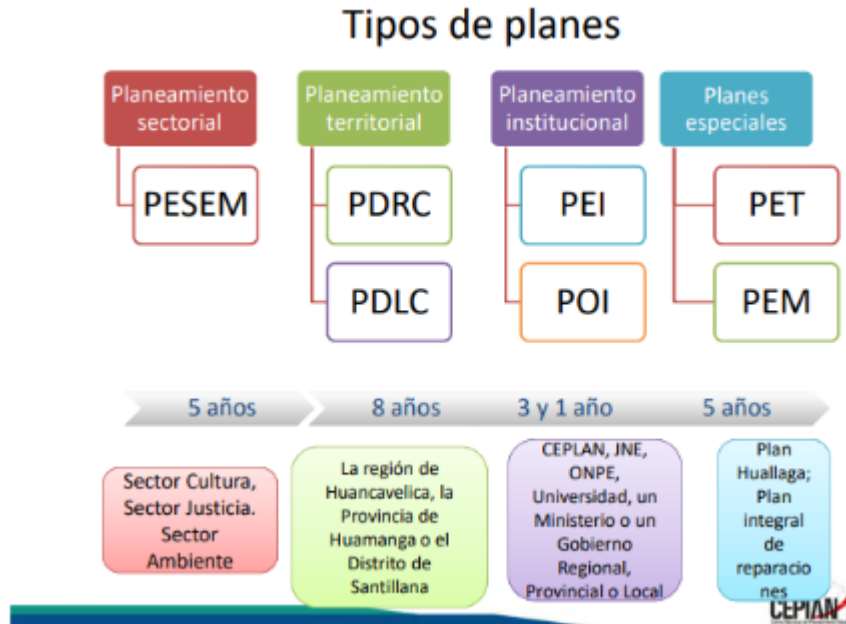 Tipos de planes
Planeamiento
sectorial
Planeamiento
territorial
Planeamiento
institucional
Planes
especiales
PESEM
PDRC
PEI
PET
PDLC
POI
PEM
5 años
8 años
3 y 1 año
5 años
Sector Cultura,
Sector Justicia.
Sector
Ambiente
La región de
Huancavelica, la
Provincia de
Huamanga o el
Distrito de
Santillana
CEPLAN, JNE,
ONPE,
Universidad, un
Ministerio o un
Gobierno
Regional,
Provincial o Local
Plan
Huallaga;
Plan
integral
de
reparacio
nes
CEPLAN